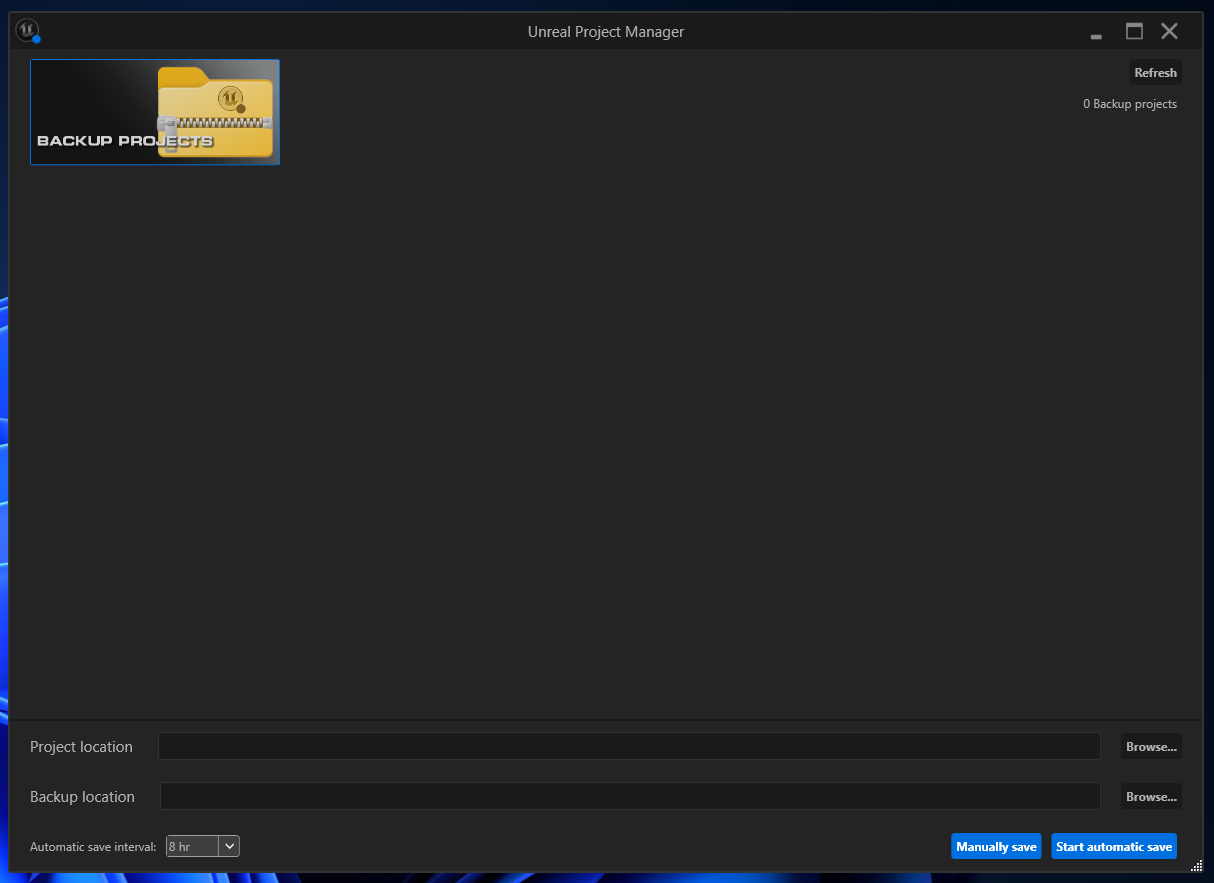 Unreal Project Manager
BACKUP PROJECTS
Refresh
0 Backup projects
Project location
Browse...
Backup location
Browse...
Automatic save interval: 8 hr
Manually save
Start automatic save